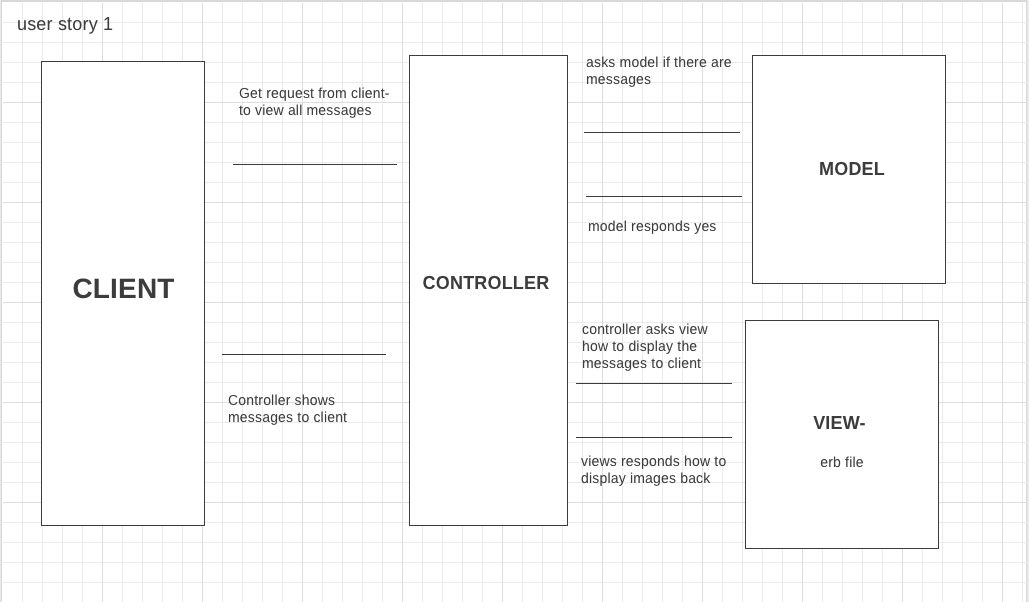 user story 1
CLIENT
Get request from client-
to view all messages
Controller shows
messages to client
CONTROLLER
asks model if there are
messages
model responds yes
MODEL
controller asks view
how to display the
messages to client
views responds how to
display images back
VIEW-
erb file